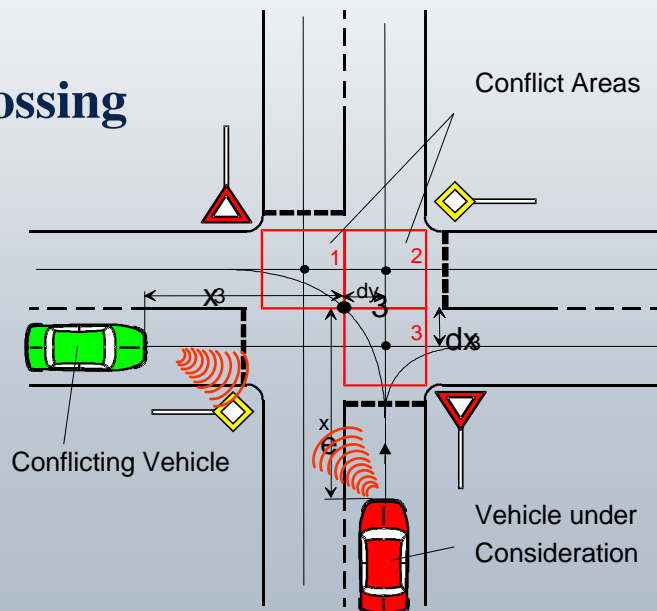 ossing
Conflict Areas
1
2
x3
dy
3
3
dx3
x
e
Conflicting Vehicle
Vehicle under
Consideration